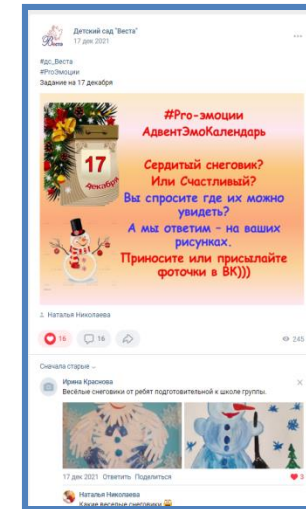 Детский сад "Веста"
17 дек 2021
Веста
#дс_Веста
#ProЭмоции
Задание на 17 декабря
#Pro-эмоции
АдвентЭмоКалендарь
17
декабря
Сердитый снеговик?
Или Счастливый?
Вы спросите где их можно
увидеть?
А мы ответим - на ваших
рисунках.
Приносите или присылайте
фоточки в ВК)))
Наталья Николаева
16
16
245
Сначала старые
Ирина Краснова
Весёлые снеговики от ребят подготовительной к школе группы.
17 дек 2021 Ответить Поделиться
3
Наталья Николаева
Какие веселые снеговики